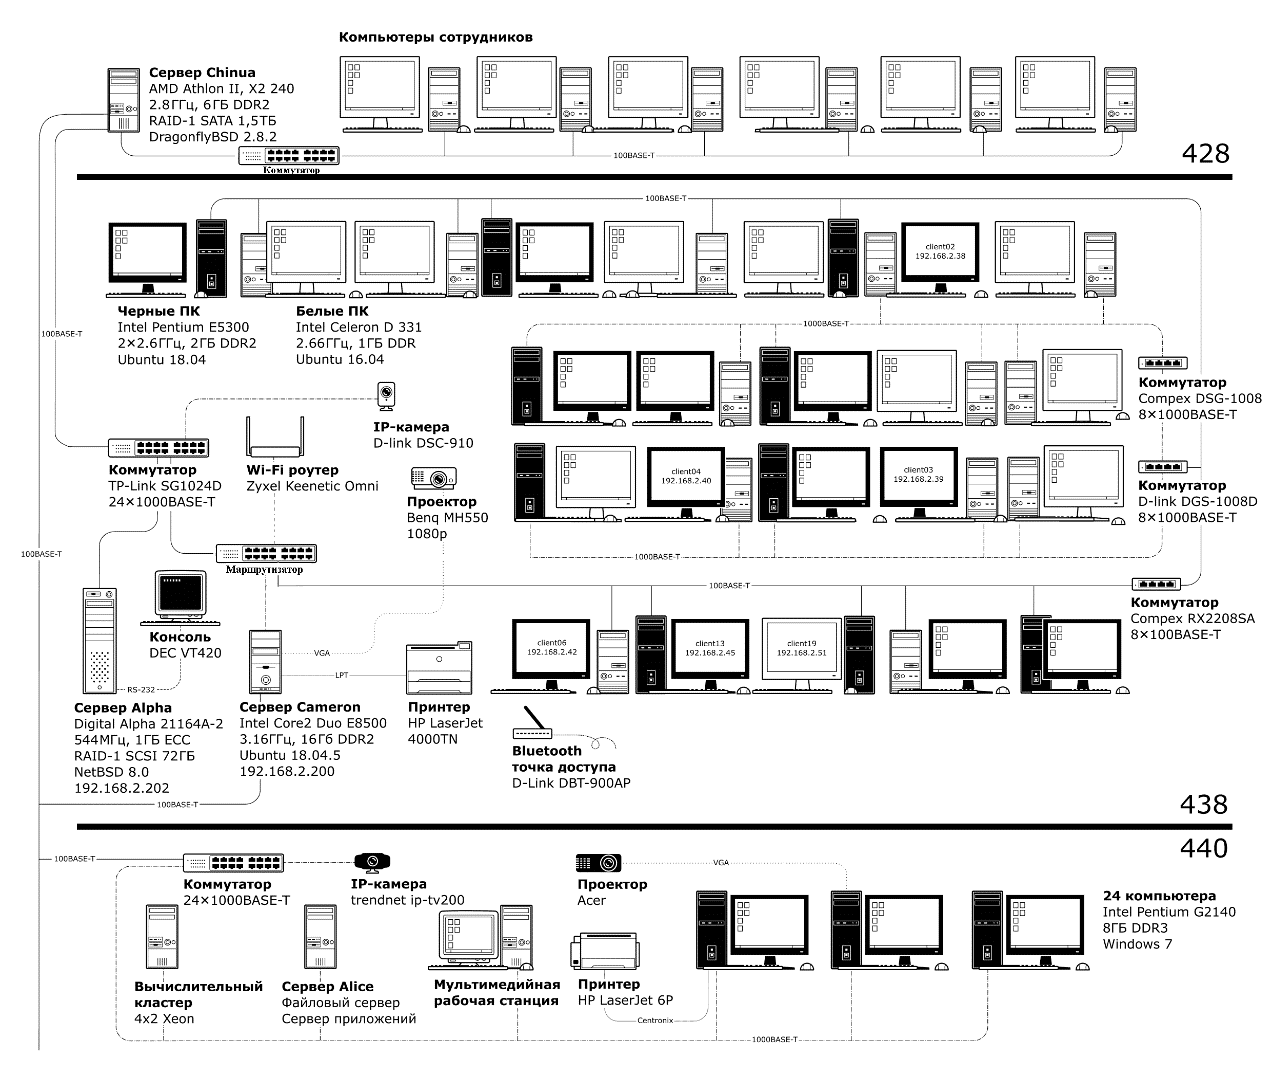 Компьютеры сотрудников
Сервер Chinua
AMD Athlon II, X2 240
2.8ГГц, 6ГБ DDR2
RAID-1 SATA 1,5ТБ
DragonflyBSD 2.8.2
Коммутатор
100BASE-T
428
100BASE-T
client02
192.168.2.38
Черные ПК
Intel Pentium E5300
2×2.6ГГц, 2ГБ DDR2
Ubuntu 18.04
Белые ПК
Intel Celeron D 331
2.66ГГц, 1ГБ DDR
Ubuntu 16.04
100BASE-T
1000BASE-T
Коммутатор
Compex DSG-1008
8×1000BASE-T
IP-камера
D-link DSC-910
Коммутатор
TP-Link SG1024D
24×1000BASE-T
Wi-Fi роутер
Zyxel Keenetic Omni
Проектор
Benq MH550
1080p
client04
192.168.2.40
client03
192.168.2.39
Коммутатор
D-link DGS-1008D
8×1000BASE-T
100BASE-T
1000BASE-T
Маршрутизатор
100BASE-T
Коммутатор
Compex RX2208SA
8×100BASE-T
Консоль
DEC VT420
RS-232
VGA
LPT
client06
192.168.2.42
client13
192.168.2.45
client19
192.168.2.51
Сервер Alpha
Digital Alpha 21164A-2
544МГц, 1ГБ ECC
RAID-1 SCSI 72ГБ
NetBSD 8.0
192.168.2.202
Сервер Cameron
Intel Core2 Duo E8500
3.16ГГц, 16Гб DDR2
Ubuntu 18.04.5
192.168.2.200
Принтер
HP LaserJet
4000TN
Bluetooth
точка доступа
D-Link DBT-900AP
100BASE-T
438
440
100BASE-T
Коммутатор
24×1000BASE-T
IP-камера
trendnet ip-tv200
Проектор
Acer
VGA
24 компьютера
Intel Pentium G2140
8ГБ DDR3
Windows 7
Вычислительный
кластер
4x2 Xeon
Сервер Alice
Файловый сервер
Сервер приложений
Мультимедийная
рабочая станция
Принтер
HP LaserJet 6P
Centronix
1000BASE-T